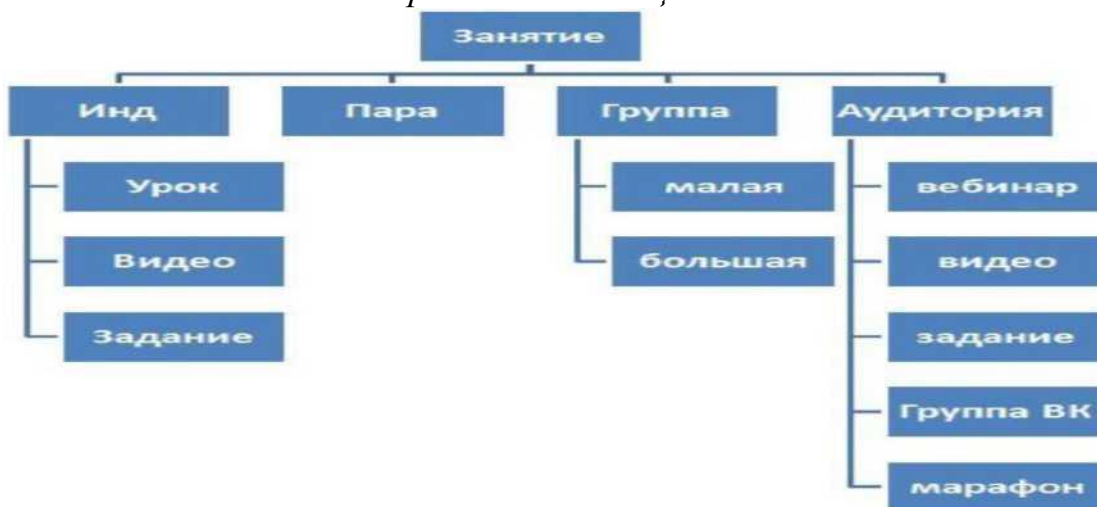 Занятие
Инд
Пара
Группа
Аудитория
Урок
малая
вебинар
Видео
большая
видео
Задание
задание
Группа ВК
марафон